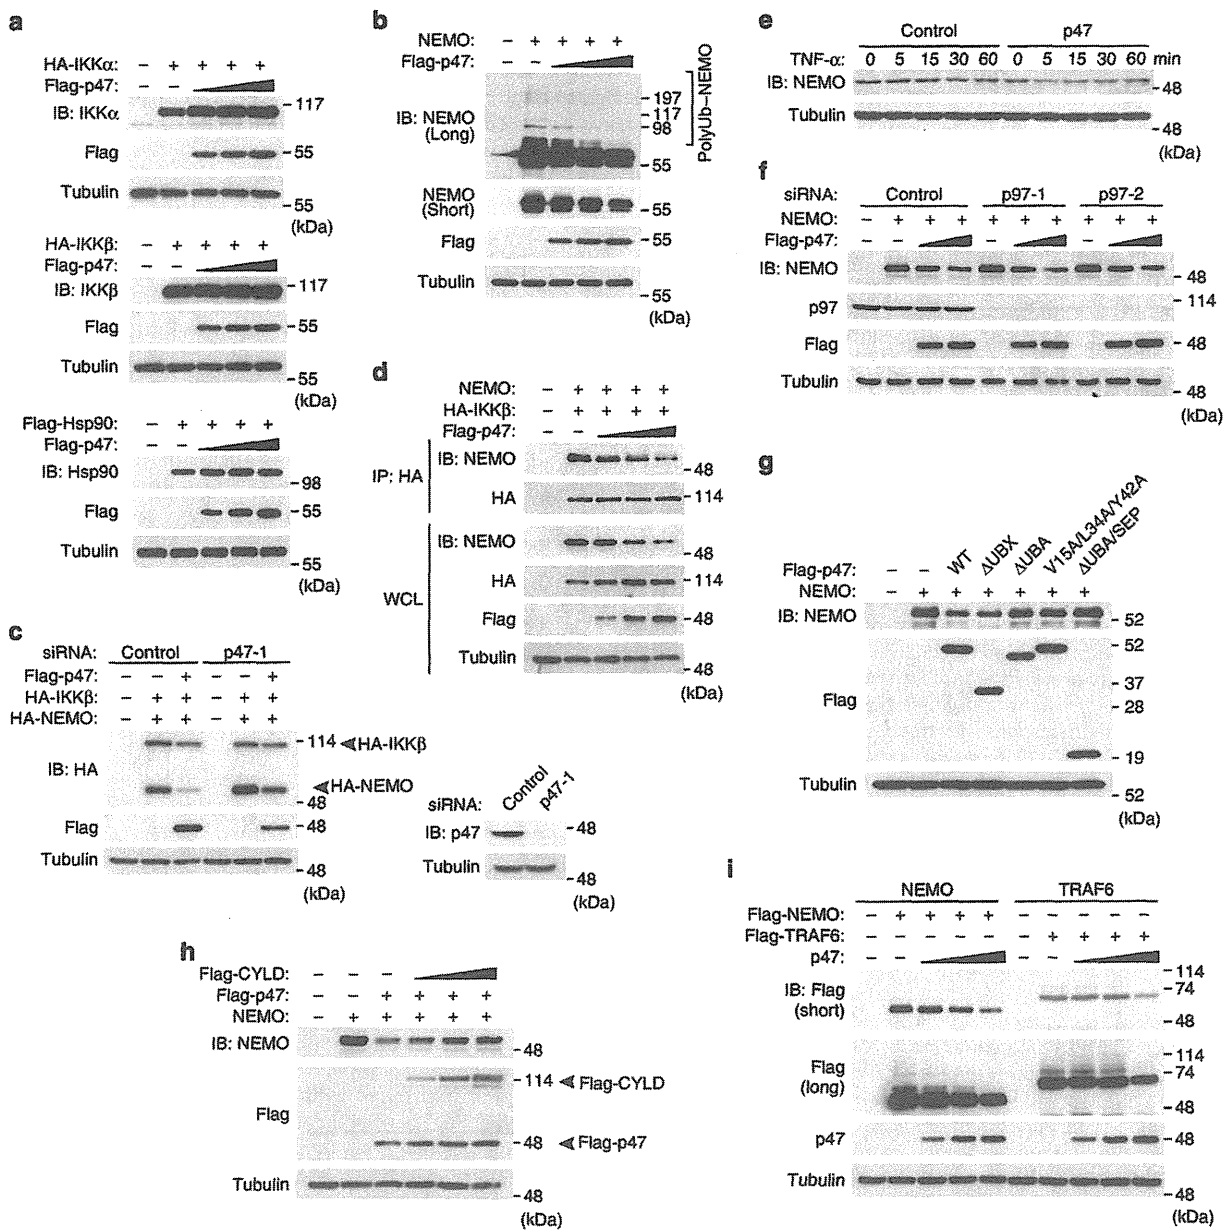 a
HA-IKKα: – + + + +
Flag-p47: – –
IB: IKKα
117
Flag
55
Tubulin
55
(kDa)
HA-IKKβ: – + + + +
Flag-p47: – –
IB: IKKβ
117
Flag
55
Tubulin
55
(kDa)
Flag-Hsp90: – + + + +
Flag-p47: – –
IB: Hsp90
98
Flag
55
Tubulin
55
(kDa)
b
NEMO: – + + + +
Flag-p47: – –
IB: NEMO
(Long)
197
117
98
55
PolyUb–NEMO
NEMO
(Short)
55
Flag
55
Tubulin
55
(kDa)
c
siRNA: Control p47-1
Flag-p47: – – + – – +
HA-IKKβ: – + + – + +
HA-NEMO: – + + – + +
IB: HA
114 HA-IKKβ
HA-NEMO
48
Flag
48
Tubulin
48
(kDa)
siRNA: Control p47-1
IB: p47
48
Tubulin
48
(kDa)
d
NEMO: – + + + +
HA-IKKβ: – + + + +
Flag-p47: – –
IP: HA
IB: NEMO
48
HA
114
WCL
IB: NEMO
48
HA
114
Flag
48
Tubulin
48
(kDa)
e
Control p47
TNF-α: 0 5 15 30 60 0 5 15 30 60 min
IB: NEMO
48
Tubulin
48
(kDa)
f
siRNA: Control p97-1 p97-2
NEMO: – + + + – + + + – + + +
Flag-p47: – – – – – –
IB: NEMO
48
p97
114
Flag
48
Tubulin
48
(kDa)
g
Flag-p47: – – WT ΔUBX ΔUBA V15A/L34A/Y42A ΔUBA/SEP
NEMO: – + + + + + +
IB: NEMO
52
Flag
52
37
28
19
Tubulin
52
(kDa)
h
Flag-CYLD: – – –
Flag-p47: – – + + + +
NEMO: – + + + + +
IB: NEMO
48
Flag
114 Flag-CYLD
48 Flag-p47
Tubulin
48
(kDa)
i
NEMO TRAF6
Flag-NEMO: – + + + + – – – – –
Flag-TRAF6: – – – – – – + + + +
p47: – – – –
IB: Flag
(short)
114
74
48
Flag
(long)
114
74
48
p47
48
Tubulin
48
(kDa)